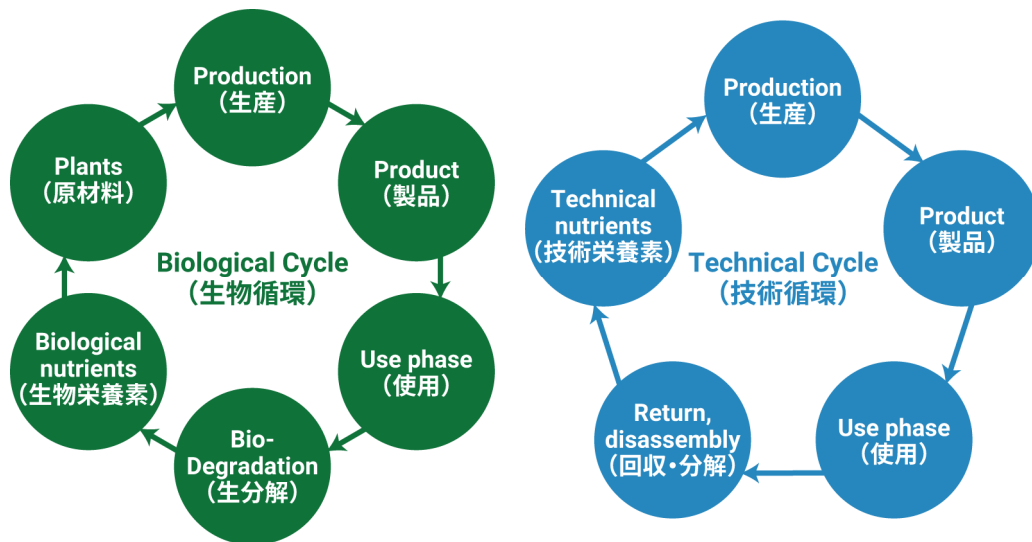 Production
（生産）
Product
（製品）
Use phase
（使用）
Bio-
Degradation
（生分解）
Biological
nutrients
（生物栄養素）
Plants
（原材料）
Biological Cycle
（生物循環）
Production
（生産）
Product
（製品）
Use phase
（使用）
Return,
disassembly
（回収・分解）
Technical
nutrients
（技術栄養素）
Technical Cycle
（技術循環）